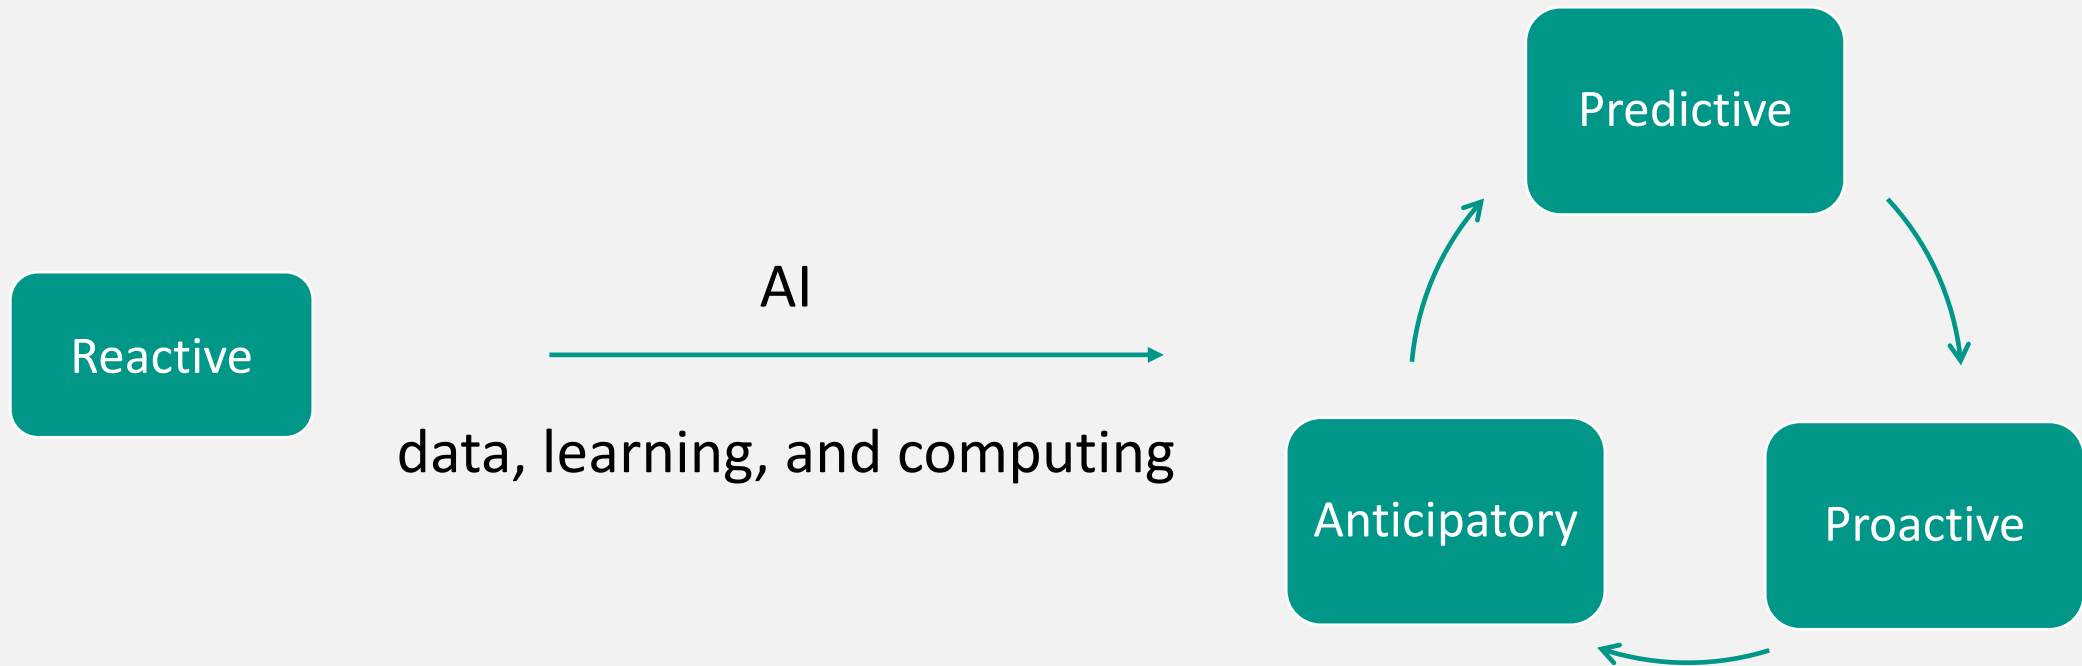 Reactive
AI
data, learning, and computing
Predictive
Proactive
Anticipatory